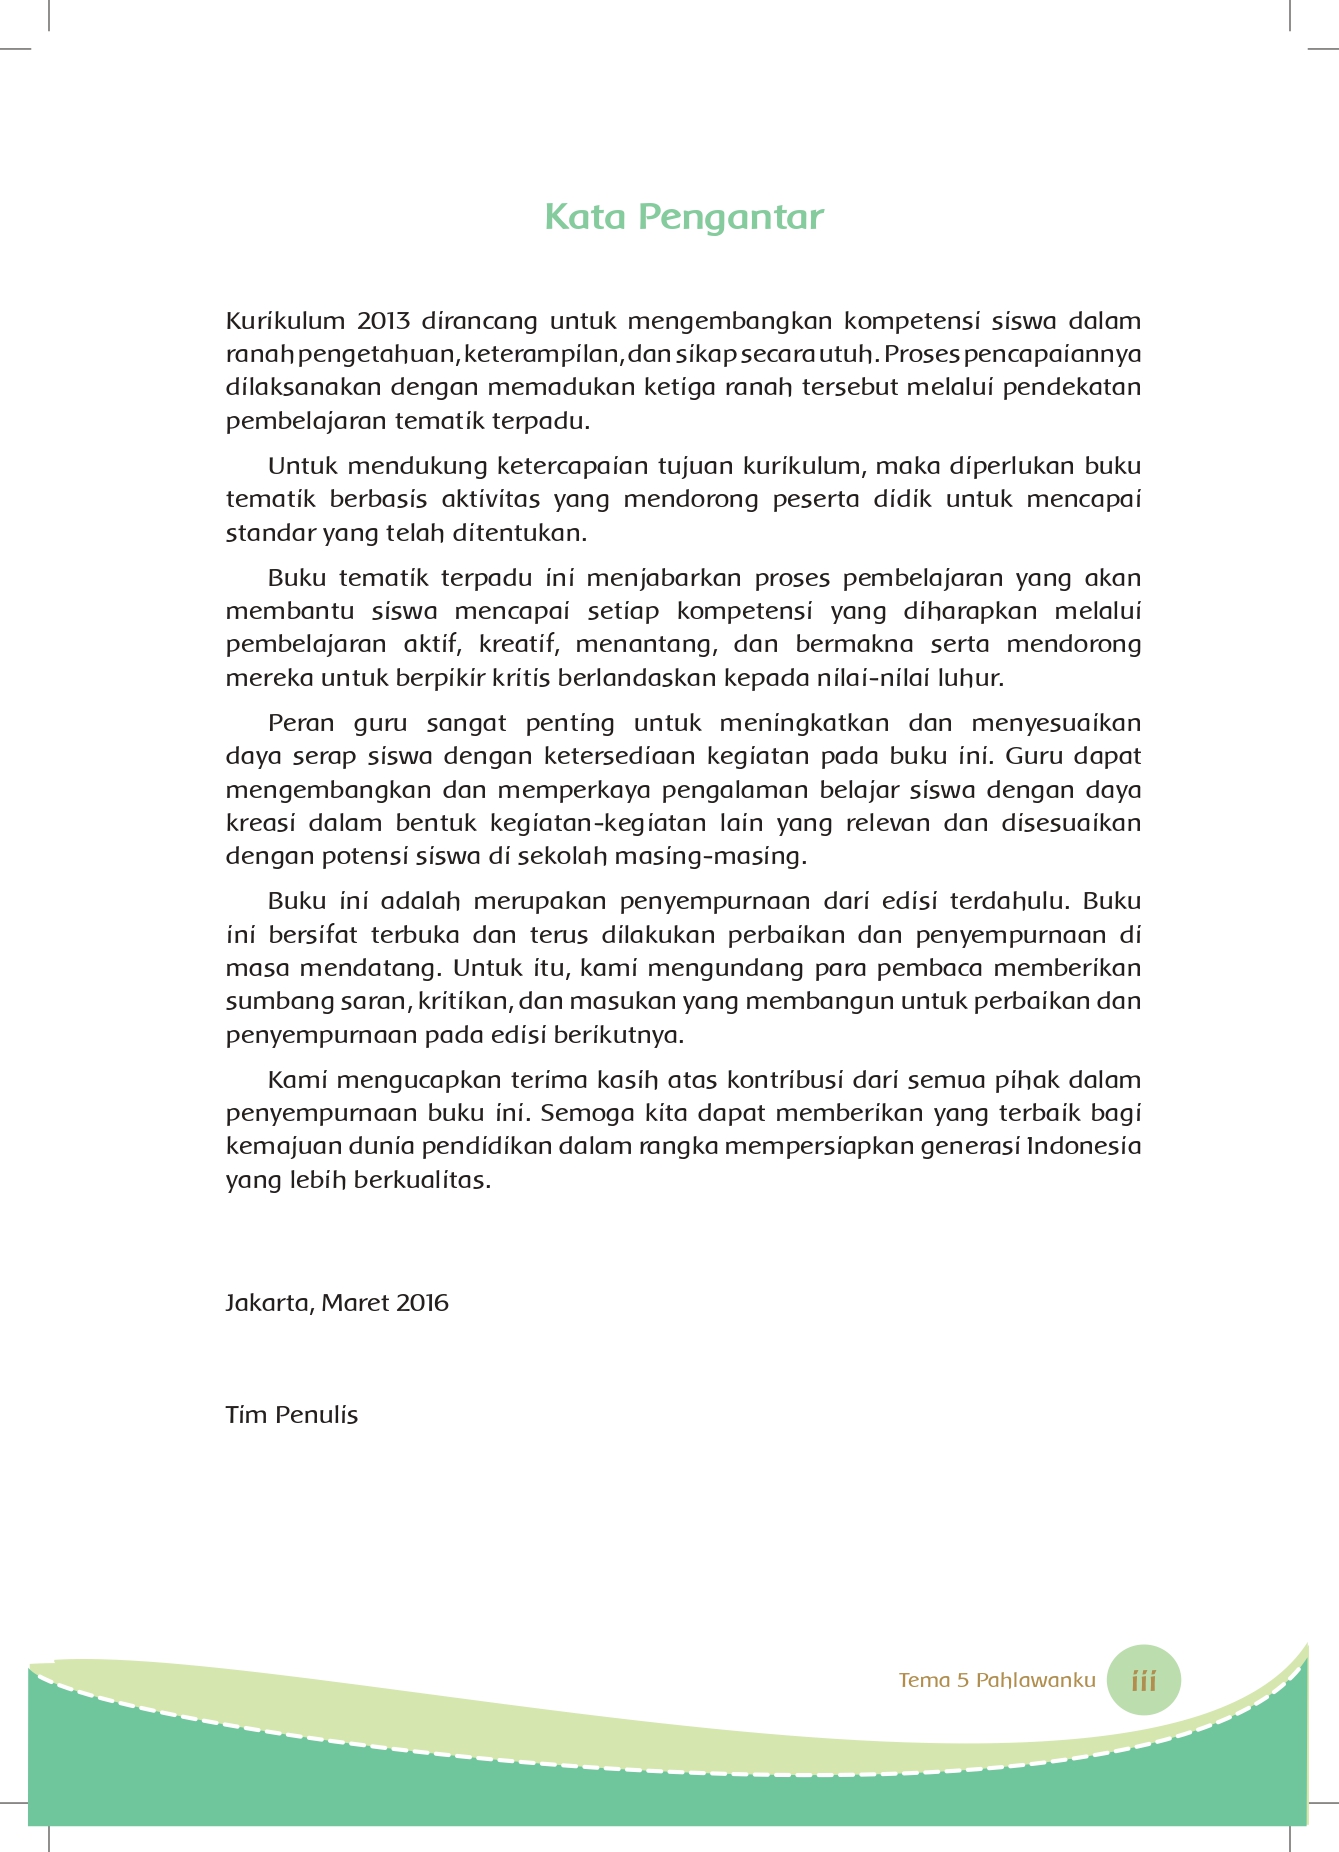 Kata Pengantar
Kurikulum 2013 dirancang untuk mengembangkan kompetensi siswa dalam
ranah pengetahuan, keterampilan, dan sikap secara utuh. Proses pencapaiannya
dilaksanakan dengan memadukan ketiga ranah tersebut melalui pendekatan
pembelajaran tematik terpadu.
Untuk mendukung ketercapaian tujuan kurikulum, maka diperlukan buku
tematik berbasis aktivitas yang mendorong peserta didik untuk mencapai
standar yang telah ditentukan.
Buku tematik terpadu ini menjabarkan proses pembelajaran yang akan
membantu siswa mencapai setiap kompetensi yang diharapkan melalui
pembelajaran aktif, kreatif, menantang, dan bermakna serta mendorong
mereka untuk berpikir kritis berlandaskan kepada nilai-nilai luhur.
Peran guru sangat penting untuk meningkatkan dan menyesuaikan
daya serap siswa dengan ketersediaan kegiatan pada buku ini. Guru dapat
mengembangkan dan memperkaya pengalaman belajar siswa dengan daya
kreasi dalam bentuk kegiatan-kegiatan lain yang relevan dan disesuaikan
dengan potensi siswa di sekolah masing-masing.
Buku ini adalah merupakan penyempurnaan dari edisi terdahulu. Buku
ini bersifat terbuka dan terus dilakukan perbaikan dan penyempurnaan di
masa mendatang. Untuk itu, kami mengundang para pembaca memberikan
sumbang saran, kritikan, dan masukan yang membangun untuk perbaikan dan
penyempurnaan pada edisi berikutnya.
Kami mengucapkan terima kasih atas kontribusi dari semua pihak dalam
penyempurnaan buku ini. Semoga kita dapat memberikan yang terbaik bagi
kemajuan dunia pendidikan dalam rangka mempersiapkan generasi Indonesia
yang lebih berkualitas.
Jakarta, Maret 2016
Tim Penulis
Tema 5 Pahlawanku iii